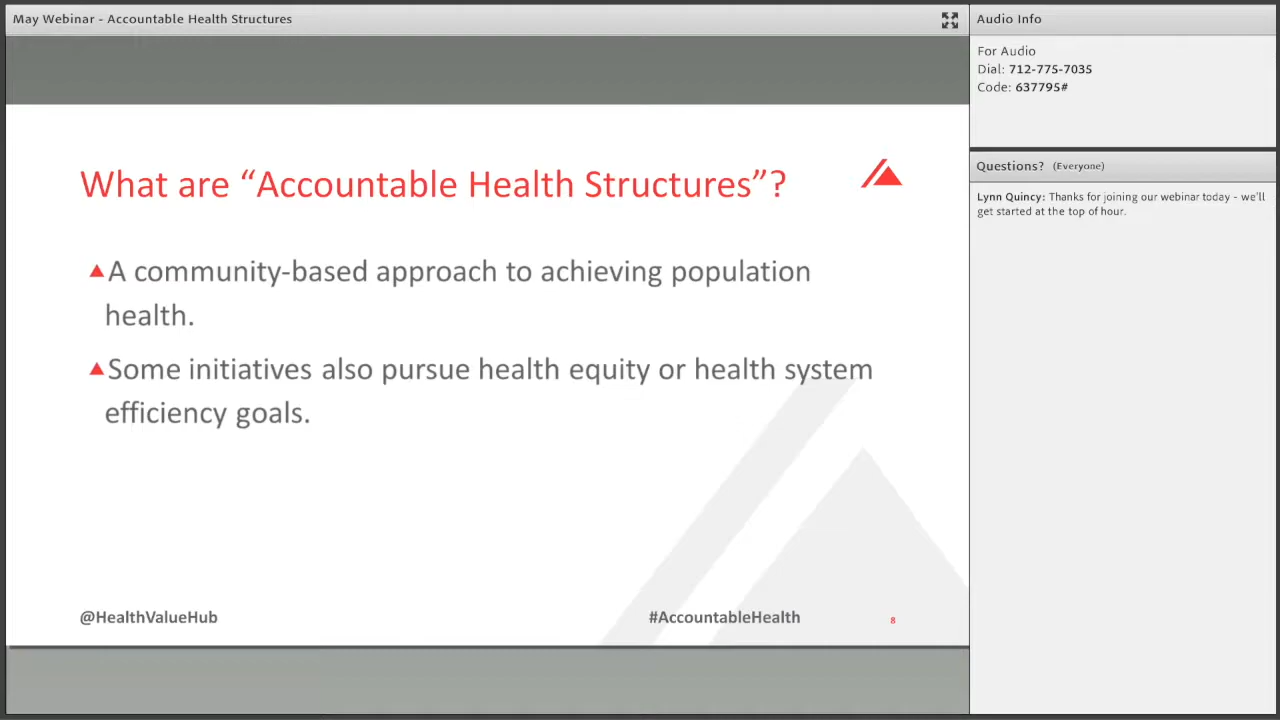 May Webinar - Accountable Health Structures
What are “Accountable Health Structures”?
A community-based approach to achieving population
health.
Some initiatives also pursue health equity or health system
efficiency goals.
@HealthValueHub
#AccountableHealth
8
Audio Info
For Audio
Dial: 712-775-7035
Code: 637795#
Questions? (Everyone)
Lynn Quincy: Thanks for joining our webinar today - we'll
get started at the top of hour.